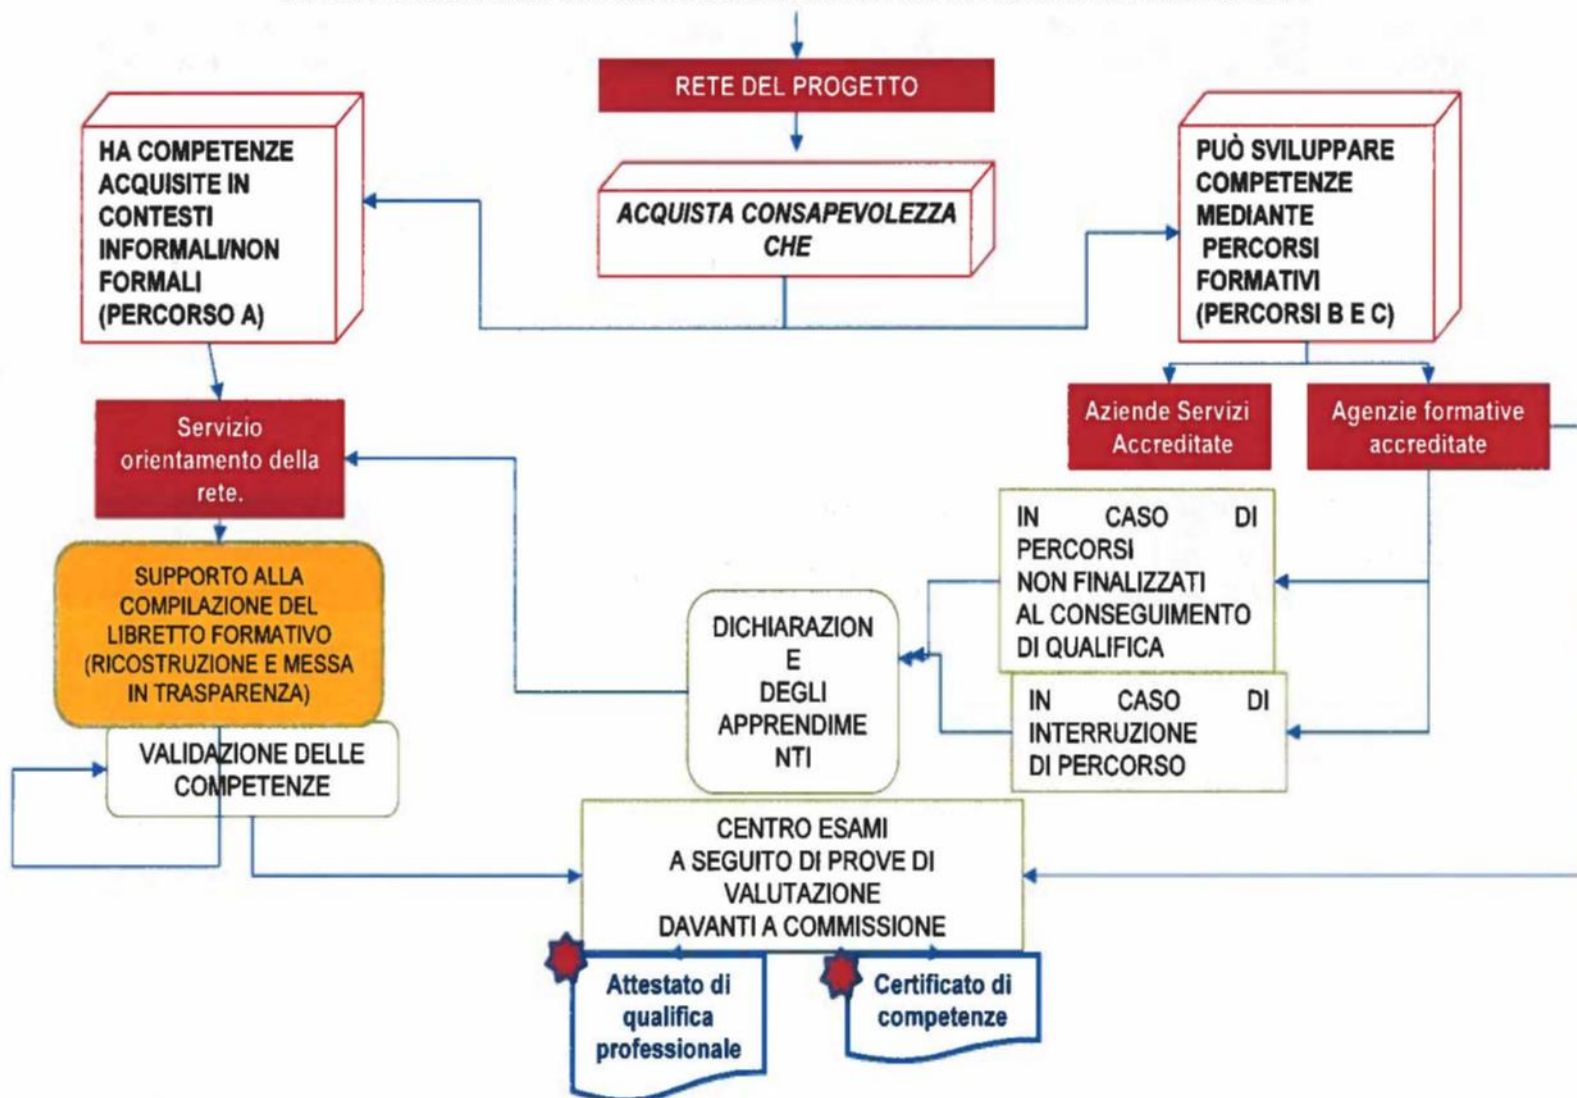 RETE DEL PROGETTO
HA COMPETENZE
ACQUISITE IN
CONTESTI
INFORMALI/NON
FORMALI
(PERCORSO A)
ACQUISTA CONSAPEVOLEZZA
CHE
PUÒ SVILUPPARE
COMPETENZE
MEDIANTE
PERCORSI
FORMATIVI
(PERCORSI B E C)
Servizio
orientamento della
rete.
Aziende Servizi
Accreditate
Agenzie formative
accreditate
SUPPORTO ALLA
COMPILAZIONE DEL
LIBRETTO FORMATIVO
(RICOSTRUZIONE E MESSA
IN TRASPARENZA)
IN CASO DI
PERCORSI
NON FINALIZZATI
AL CONSEGUIMENTO
DI QUALIFICA
DICHIARAZION
E
DEGLI
APPRENDIME
NTI
IN CASO DI
INTERRUZIONE
DI PERCORSO
VALIDAZIONE DELLE
COMPETENZE
CENTRO ESAMI
A SEGUITO DI PROVE DI
VALUTAZIONE
DAVANTI A COMMISSIONE
Attestato di
qualifica
professionale
Certificato di
competenze